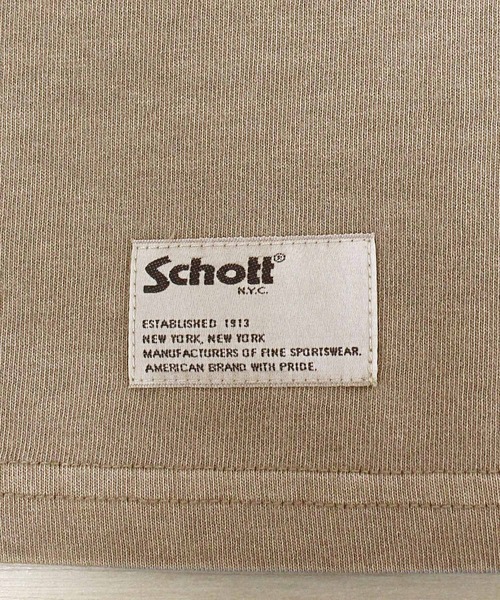 Schott®
N.Y.C.
ESTABLISHED 1913
NEW YORK, NEW YORK
MANUFACTURERS OF FINE SPORTSWEAR.
AMERICAN BRAND WITH PRIDE.